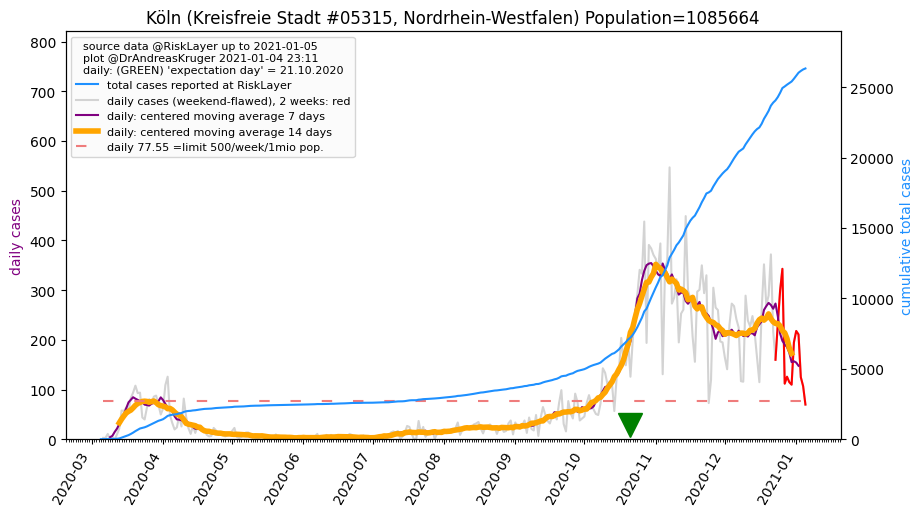 Köln (Kreisfreie Stadt #05315, Nordrhein-Westfalen) Population=1085664
source data @RiskLayer up to 2021-01-05
plot @DrAndreasKruger 2021-01-04 23:11
daily: (GREEN) 'expectation day' = 21.10.2020
total cases reported at RiskLayer
daily cases (weekend-flawed), 2 weeks: red
daily: centered moving average 7 days
daily: centered moving average 14 days
daily 77.55 =limit 500/week/1mio pop.
daily cases
800
700
600
500
400
300
200
100
0
25000
20000
15000
10000
5000
0
cumulative total cases
2020-03
2020-04
2020-05
2020-06
2020-07
2020-08
2020-09
2020-10
2020-11
2020-12
2021-01